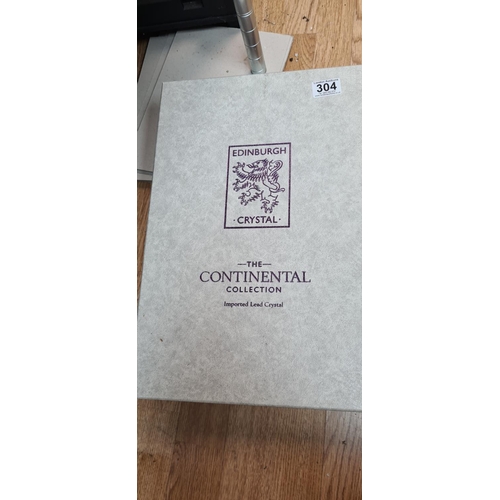 304
EDINBURGH
· CRYSTAL ·
—THE—
CONTINENTAL
COLLECTION
Imported Lead Crystal